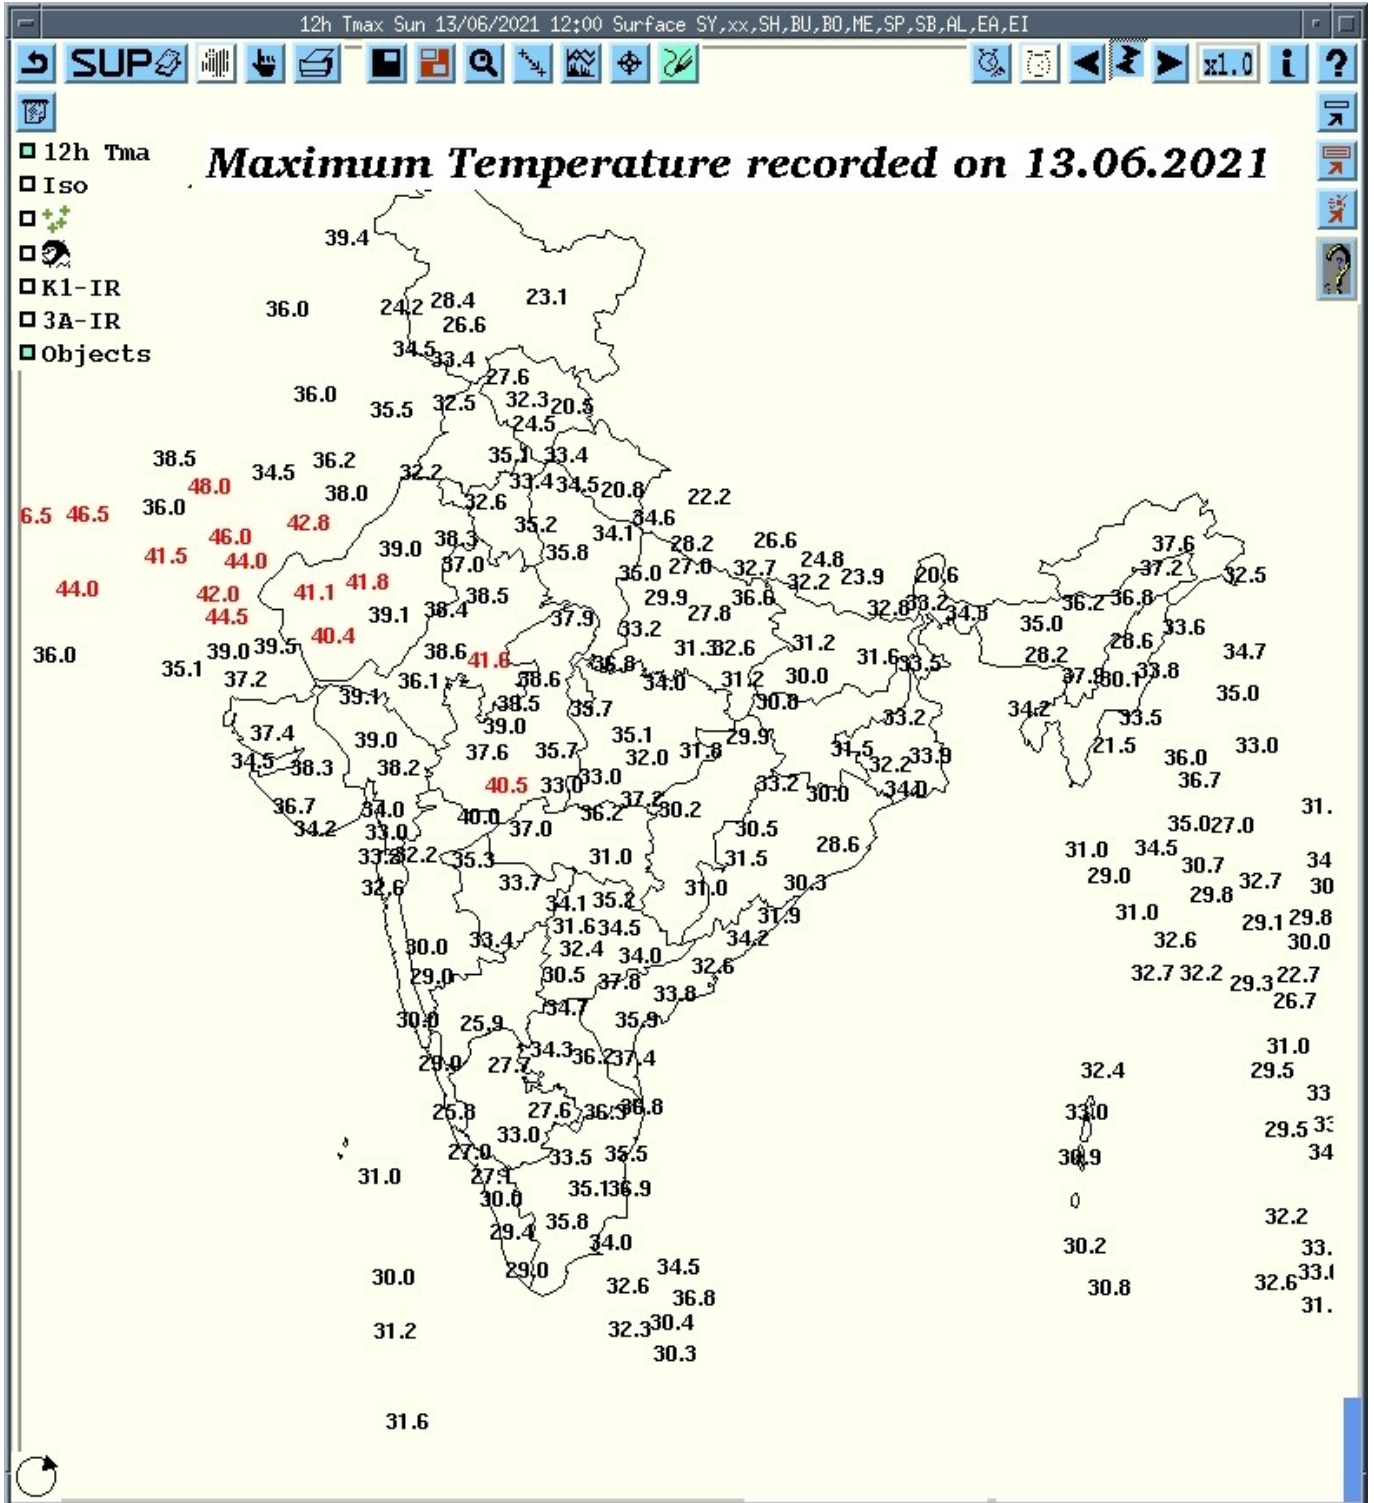 12h Tmax Sun 13/06/2021 12:00 Surface SY,xx,SH,BU,BO,ME,SP,SB,AL,EA,EI
SUP x1.0 i ?
12h Tma
Maximum Temperature recorded on 13.06.2021
Iso
K1-IR
3A-IR
Objects
39.4
36.0 24.2 28.4 23.1
26.6
34.5 33.4
27.6
36.0 35.5 32.5 32.3 20.5
24.5
38.5 34.5 36.2 32.2 35.1 33.4
48.0 38.0 33.4 34.5 20.8
6.5 46.5 36.0 42.8 32.6 22.2
46.0 35.2 34.1 34.6
41.5 44.0 39.0 38.3 35.8 28.2 26.6 37.6
44.0 42.0 41.1 41.8 37.0 35.0 27.0 32.7 24.8 37.2
32.2 23.9 20.6 32.5
44.5 39.1 38.4 38.5 29.9 36.6 32.8 33.2 34.8 36.2 36.8
40.4 37.9 33.2 27.8 35.0 33.6
36.0 39.0 39.5 38.6 41.6 31.3 32.6 31.2 28.2 28.6 34.7
35.1 37.2 36.1 38.6 36.8 34.0 31.2 30.0 31.6 33.5 37.9 30.1 33.8
39.1 38.5 35.7 30.8 33.2 34.2 33.5 35.0
37.4 39.0 39.0 35.1 29.9 21.5 33.0
34.5 38.3 38.2 37.6 35.7 32.0 31.8 31.5 32.2 33.9 36.0
40.5 33.0 33.0 33.2 30.0 34.0 36.7
36.7 34.0 40.0 36.2 37.2 30.2 31.
34.2 33.0 37.0 30.5 28.6 35.0 27.0
32.2 35.3 31.0 31.5 31.0 34.5 30.7 34
32.6 33.7 31.0 30.3 29.0 29.8 32.7 30
34.1 35.2 31.9 31.0 29.1 29.8
30.0 33.4 31.6 34.5 34.2 32.6 30.0
29.0 32.4 34.0 32.6 32.7 32.2 29.3 22.7
30.5 37.8 33.8 26.7
30.0 25.9 34.7 35.9
29.0 27.7 34.3 36.2 37.4 32.4 31.0
29.5
25.8 27.6 36.8 33.0 33
33.0 29.5 33
27.0 33.5 35.5 30.9 34
31.0 27.1 35.1 36.9
30.0
29.4 35.8 34.0 30.2 32.2
33.
30.0 29.0 32.6 34.5 30.8 32.6
36.8 31.
31.2 32.3 30.4
30.3
31.6